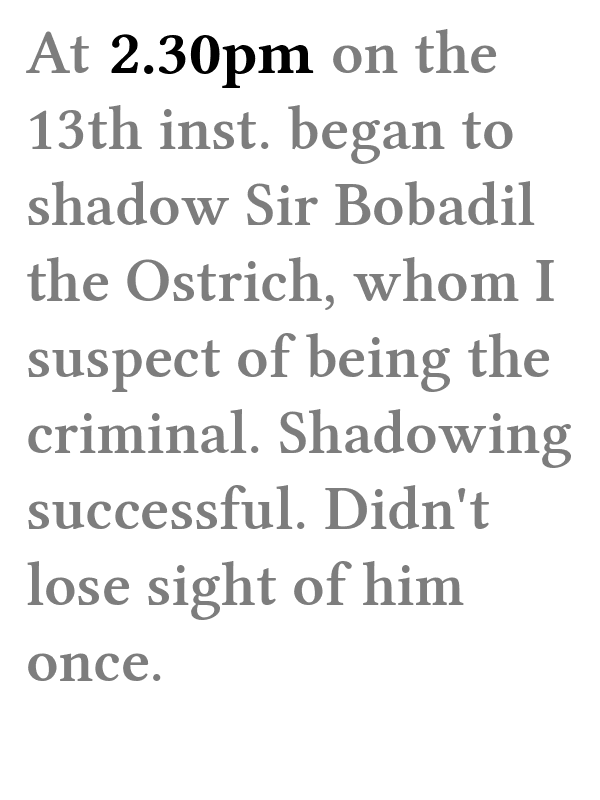 At 2.30pm on the
13th inst. began to
shadow Sir Bobadil
the Ostrich, whom I
suspect of being the
criminal. Shadowing
successful. Didn't
lose sight of him
once.